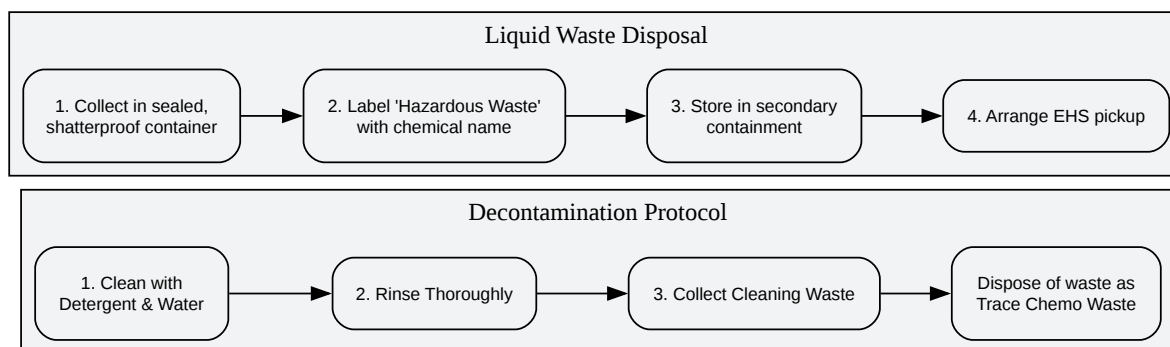 Liquid Waste Disposal
1. Collect in sealed,
shatterproof container
2. Label 'Hazardous Waste'
with chemical name
3. Store in secondary
containment
4. Arrange EHS pickup
Decontamination Protocol
1. Clean with
Detergent & Water
2. Rinse Thoroughly
3. Collect Cleaning Waste
Dispose of waste as
Trace Chemo Waste